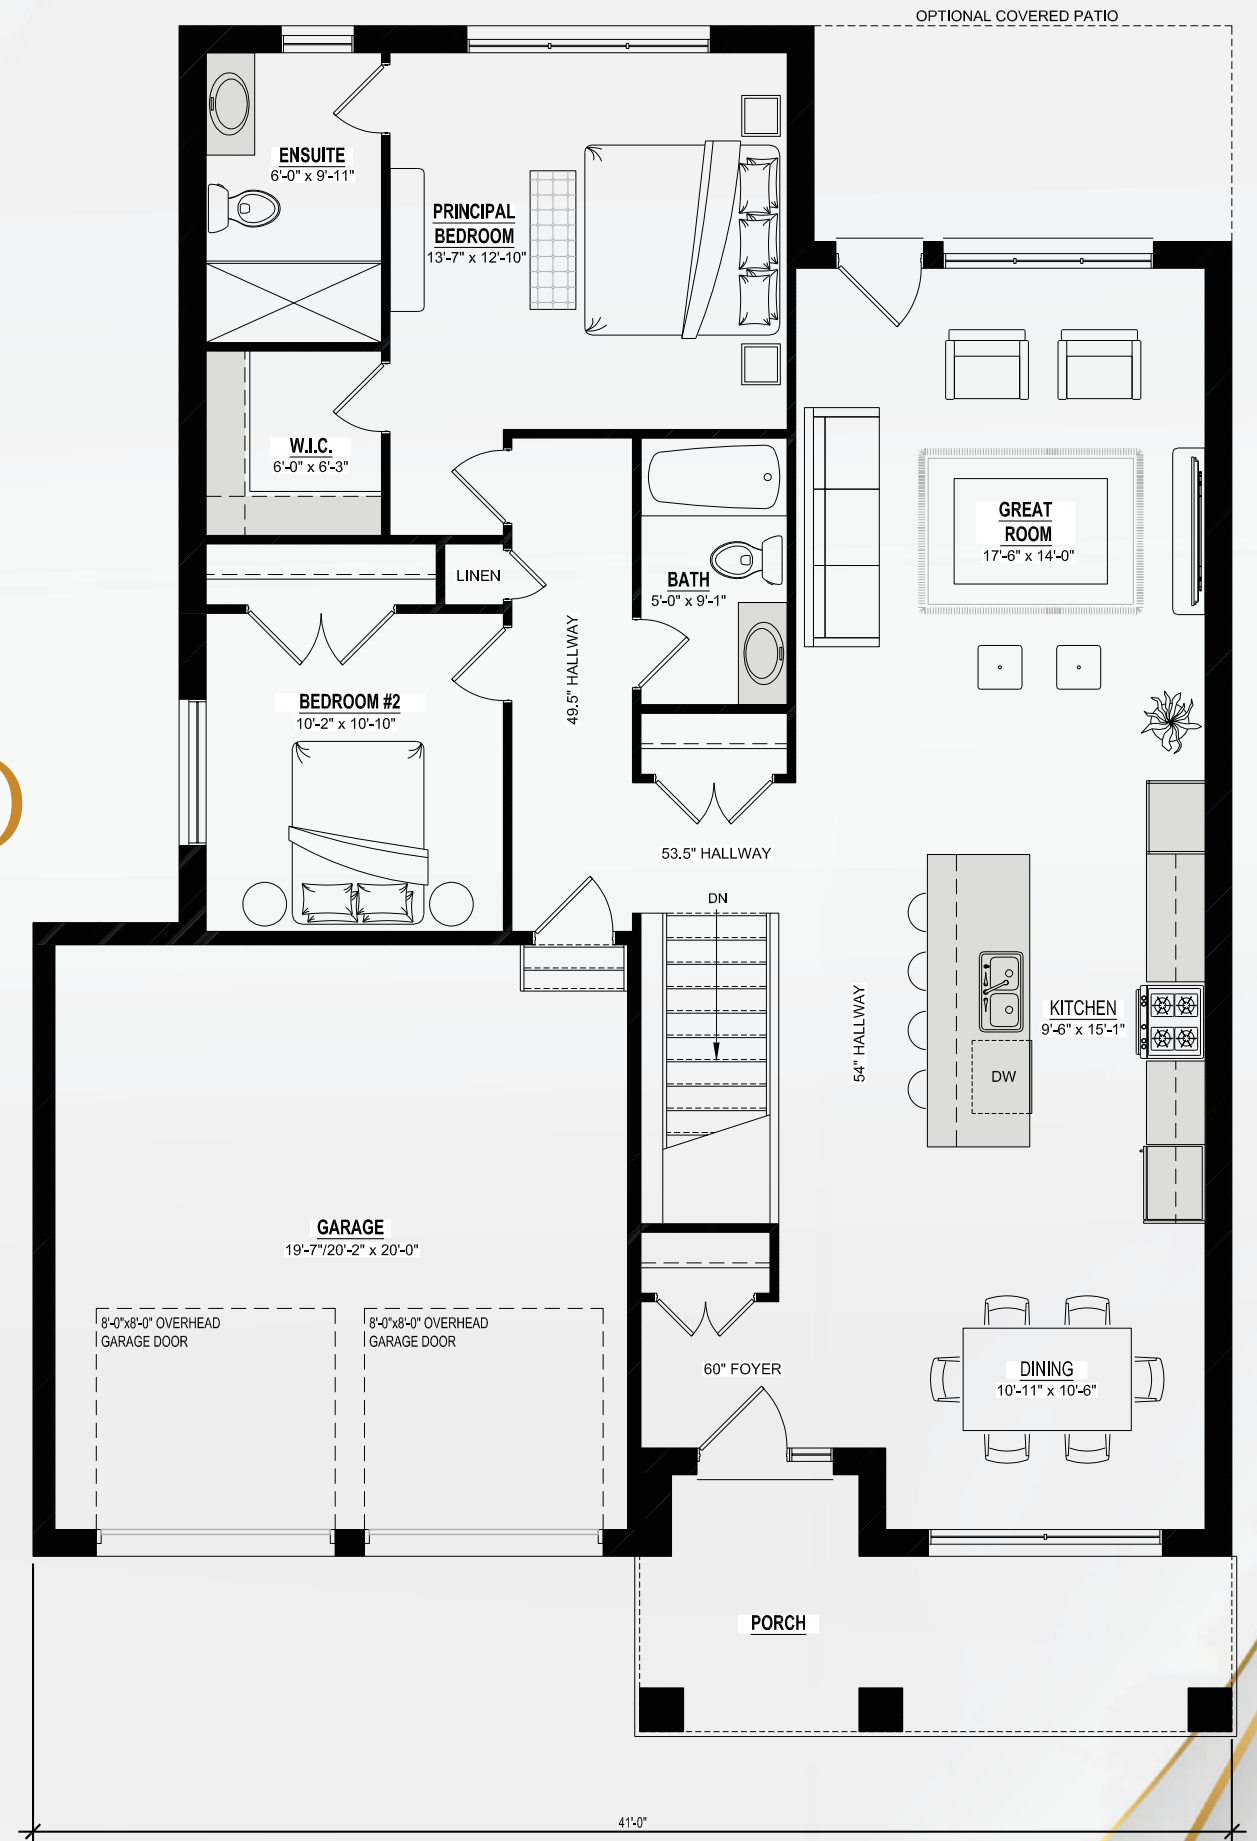 OPTIONAL COVERED PATIO
ENSUITE
6'-0" x 9'-11"
PRINCIPAL
BEDROOM
13'-7" x 12'-10"
W.I.C.
6'-0" x 6'-3"
GREAT
ROOM
17'-6" x 14'-0"
LINEN
BATH
5'-0" x 9'-1"
49.5" HALLWAY
BEDROOM #2
10'-2" x 10'-10"
53.5" HALLWAY
DN
KITCHEN
9'-6" x 15'-1"
54" HALLWAY
DW
GARAGE
19'-7"/20'-2" x 20'-0"
8'-0"x8'-0" OVERHEAD
GARAGE DOOR
8'-0"x8'-0" OVERHEAD
GARAGE DOOR
60" FOYER
DINING
10'-11" x 10'-6"
PORCH
41'-0"